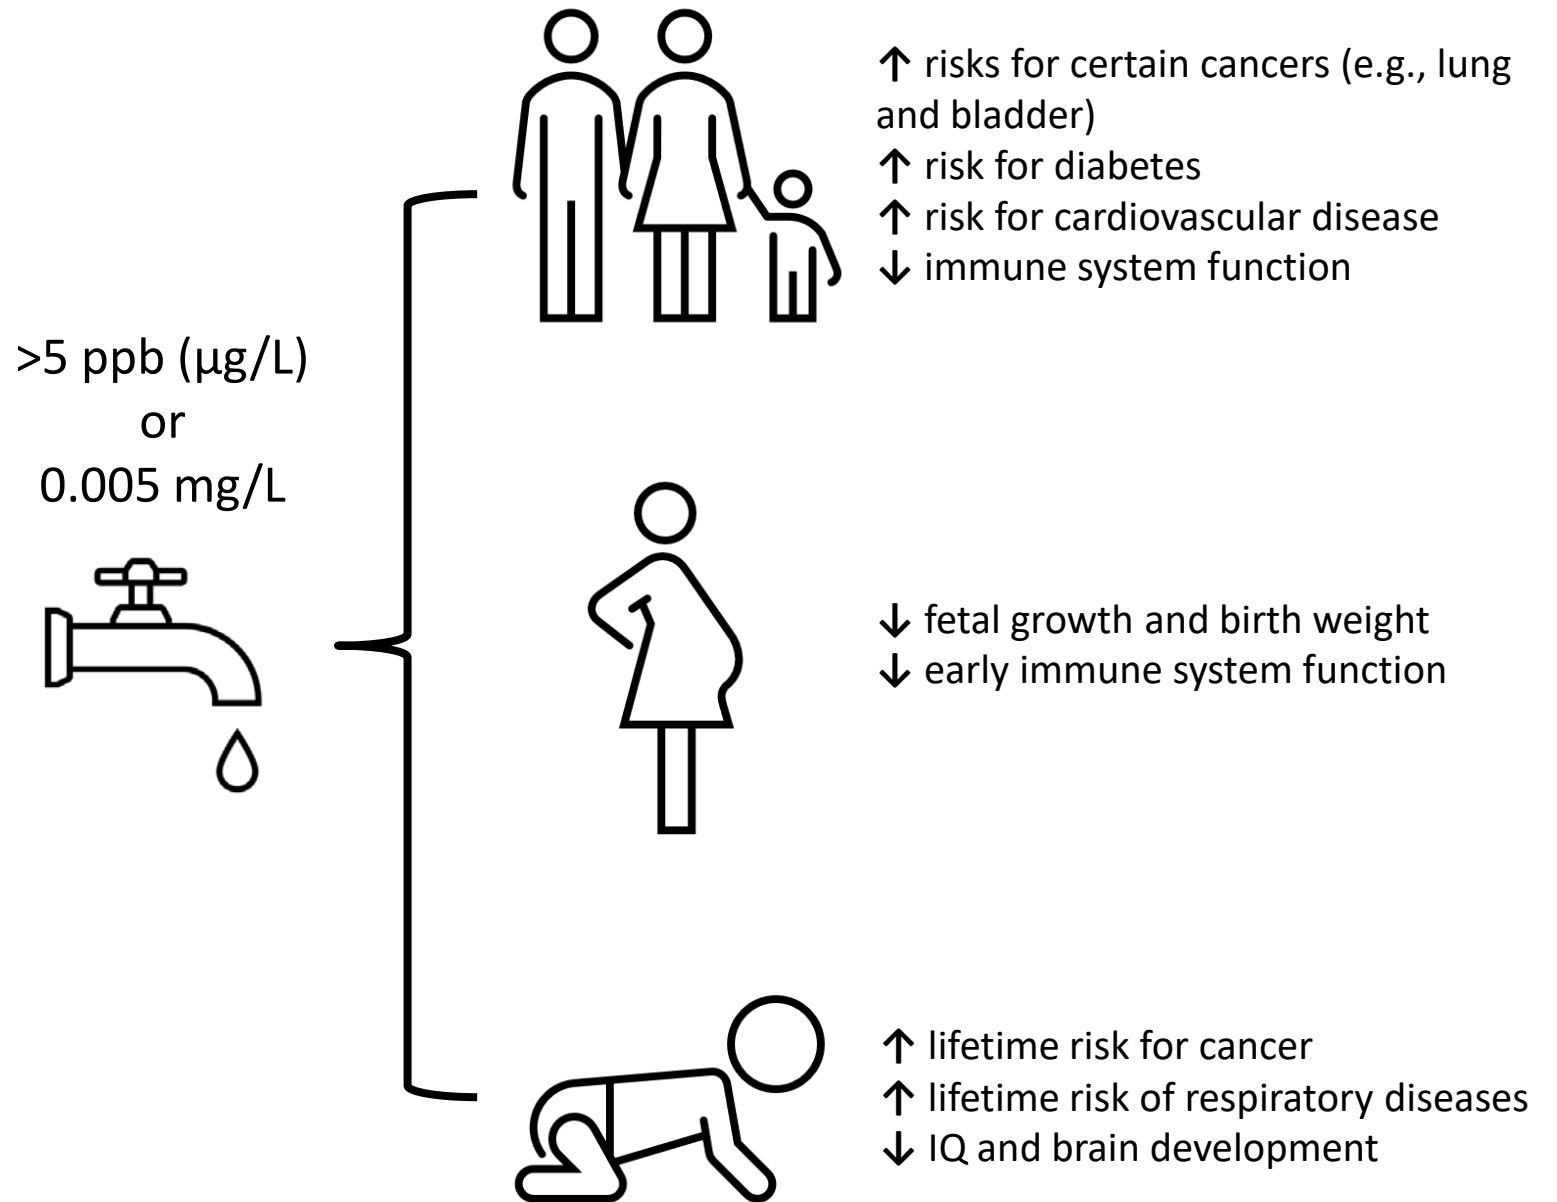 >5 ppb (µg/L)
or
0.005 mg/L
↑ risks for certain cancers (e.g., lung
and bladder)
↑ risk for diabetes
↑ risk for cardiovascular disease
↓ immune system function
↓ fetal growth and birth weight
↓ early immune system function
↑ lifetime risk for cancer
↑ lifetime risk of respiratory diseases
↓ IQ and brain development